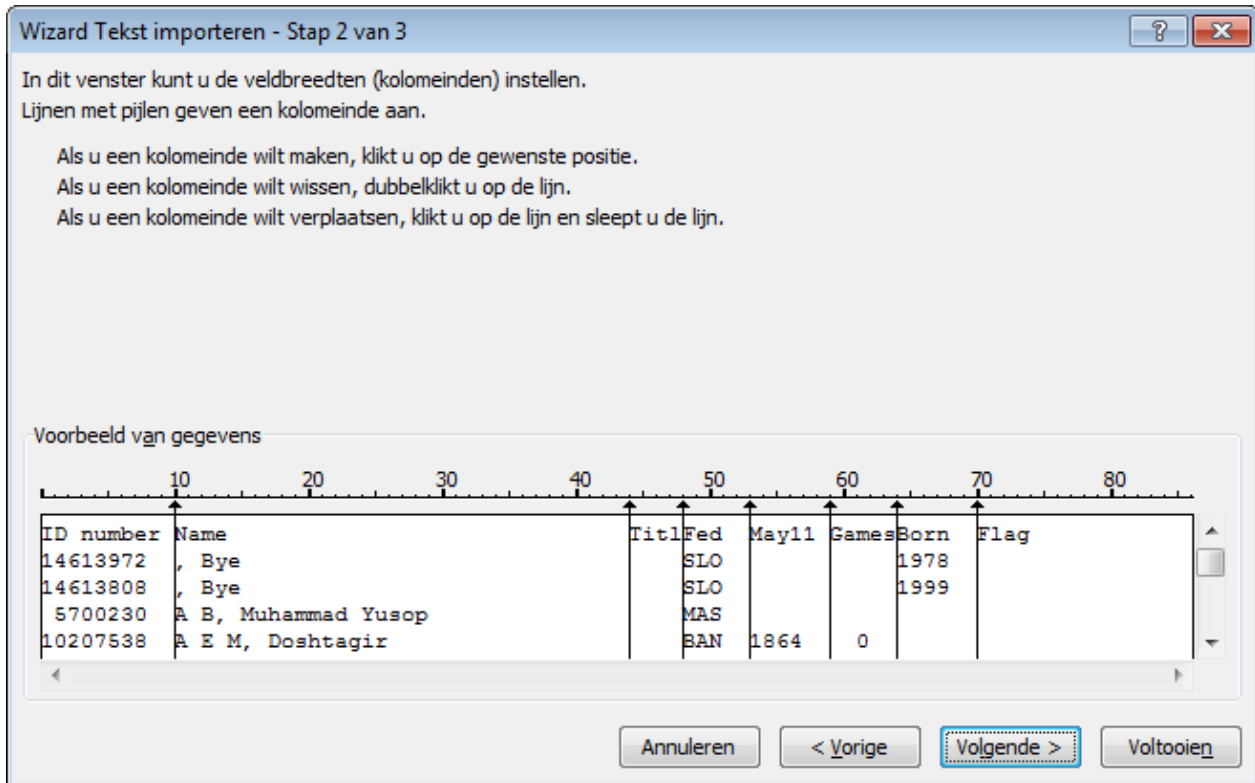 Wizard Tekst importeren - Stap 2 van 3
In dit venster kunt u de veldbreedten (kolomeinden) instellen.
Lijnen met pijlen geven een kolomeinde aan.
Als u een kolomeinde wilt maken, klikt u op de gewenste positie.
Als u een kolomeinde wilt wissen, dubbelklikt u op de lijn.
Als u een kolomeinde wilt verplaatsen, klikt u op de lijn en sleept u de lijn.
Voorbeeld van gegevens
10 20 30 40 50 60 70 80
ID number Name Titl Fed May11 Games Born Flag
14613972 , Bye SLO 1978
14613808 , Bye SLO 1999
5700230 A B, Muhammad Yusop MAS
10207538 A E M, Doshtagir BAN 1864 0
Annuleren < Vorige Volgende > Voltooien